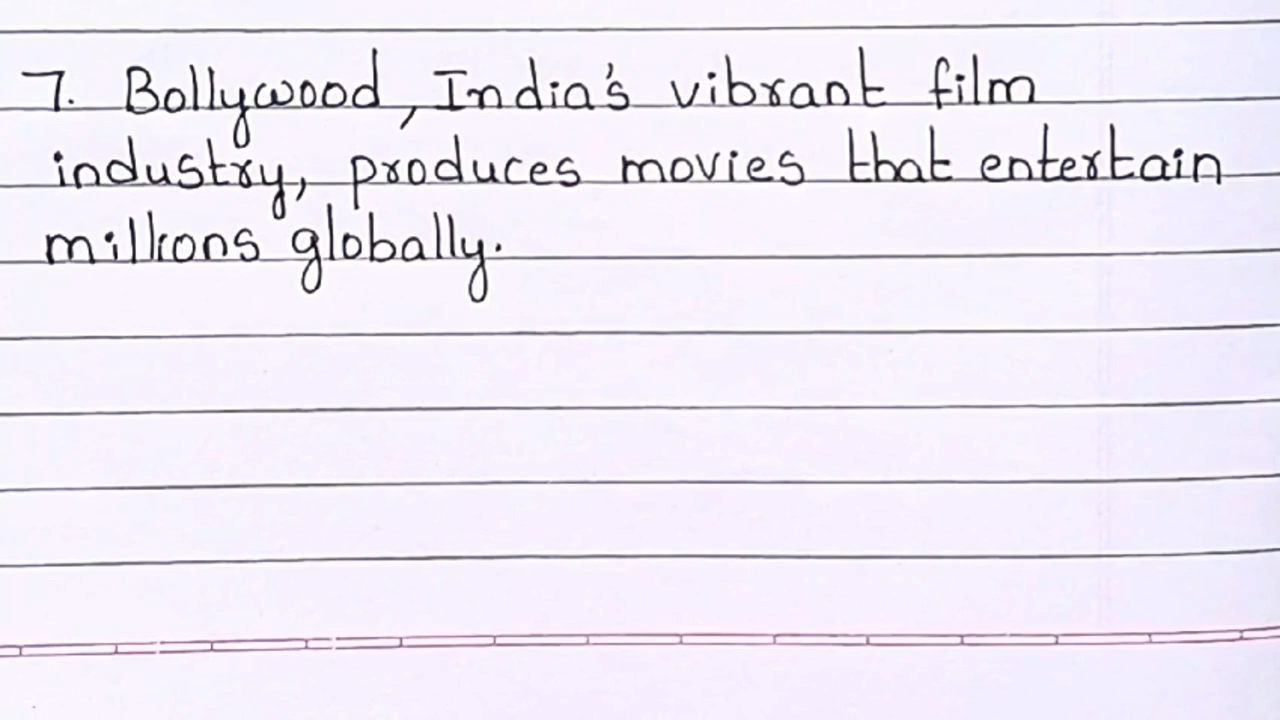 7. Bollywood, India's vibrant film
industry, produces movies that entertain
millions globally.